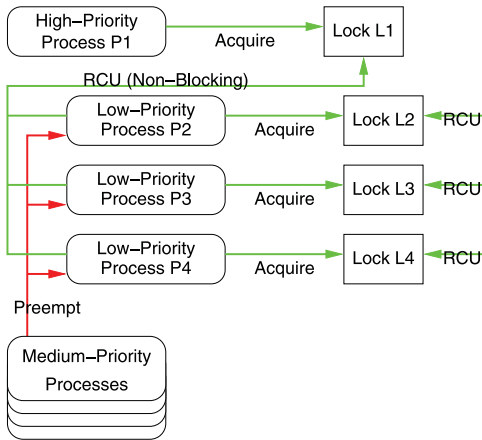 High–Priority
Process P1
Acquire
Lock L1
RCU (Non–Blocking)
Low–Priority
Process P2
Acquire
Lock L2
RCU
Low–Priority
Process P3
Acquire
Lock L3
RCU
Low–Priority
Process P4
Acquire
Lock L4
RCU
Preempt
Medium–Priority
Processes